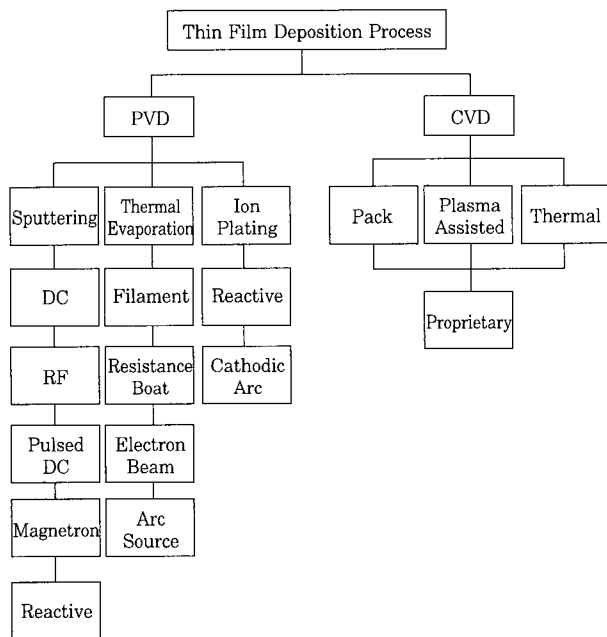 Thin Film Deposition Process
PVD
CVD
Sputtering
Thermal
Evaporation
Ion
Plating
Pack
Plasma
Assisted
Thermal
DC
Filament
Reactive
Proprietary
RF
Resistance
Boat
Cathodic
Arc
Pulsed
DC
Electron
Beam
Magnetron
Arc
Source
Reactive